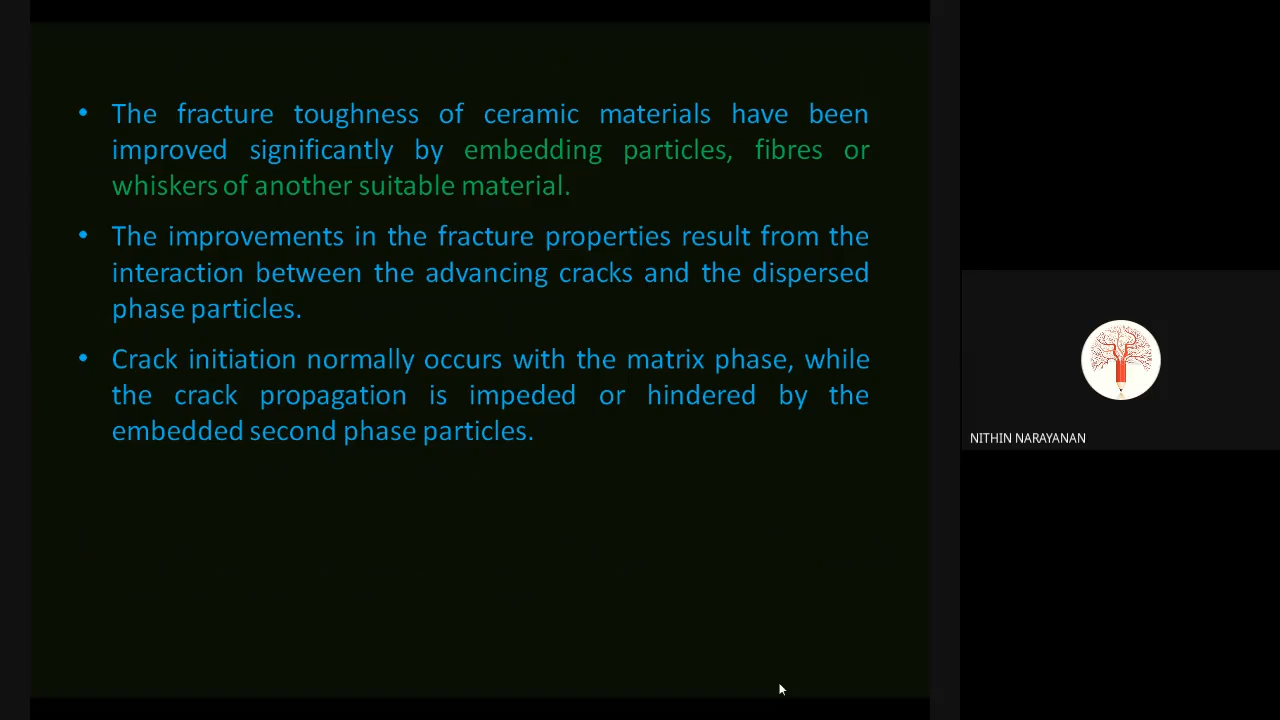 • The fracture toughness of ceramic materials have been
improved significantly by embedding particles, fibres or
whiskers of another suitable material.
• The improvements in the fracture properties result from the
interaction between the advancing cracks and the dispersed
phase particles.
• Crack initiation normally occurs with the matrix phase, while
the crack propagation is impeded or hindered by the
embedded second phase particles.
NITHIN NARAYANAN